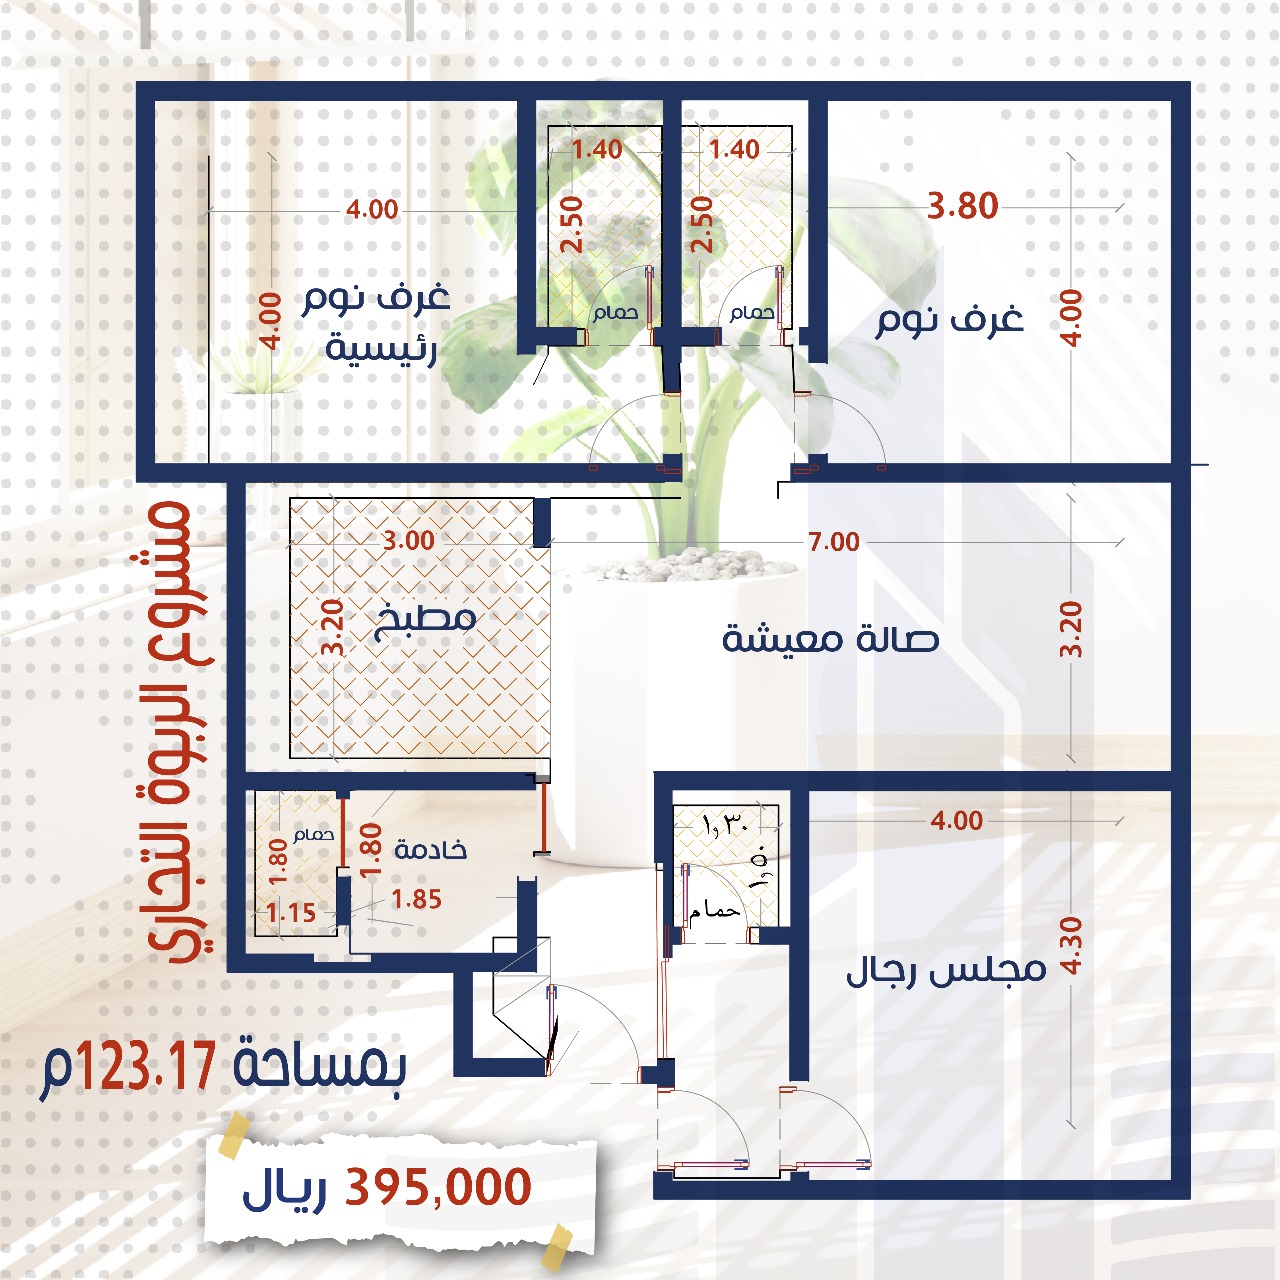 1.40
1.40
4.00
3.80
2.50
2.50
غرف نوم
رئيسية
4.00
حمام
حمام
غرف نوم
4.00
مشروع الربوة التجاري
3.00
7.00
مطبخ
3.20
صالة معيشة
3.20
حمام
1.80
1.15
خادمة
1.80
1.85
١,٣٠
١,٥٠
حمام
4.00
مجلس رجال
4.30
بمساحة 123.17م
395,000 ريال